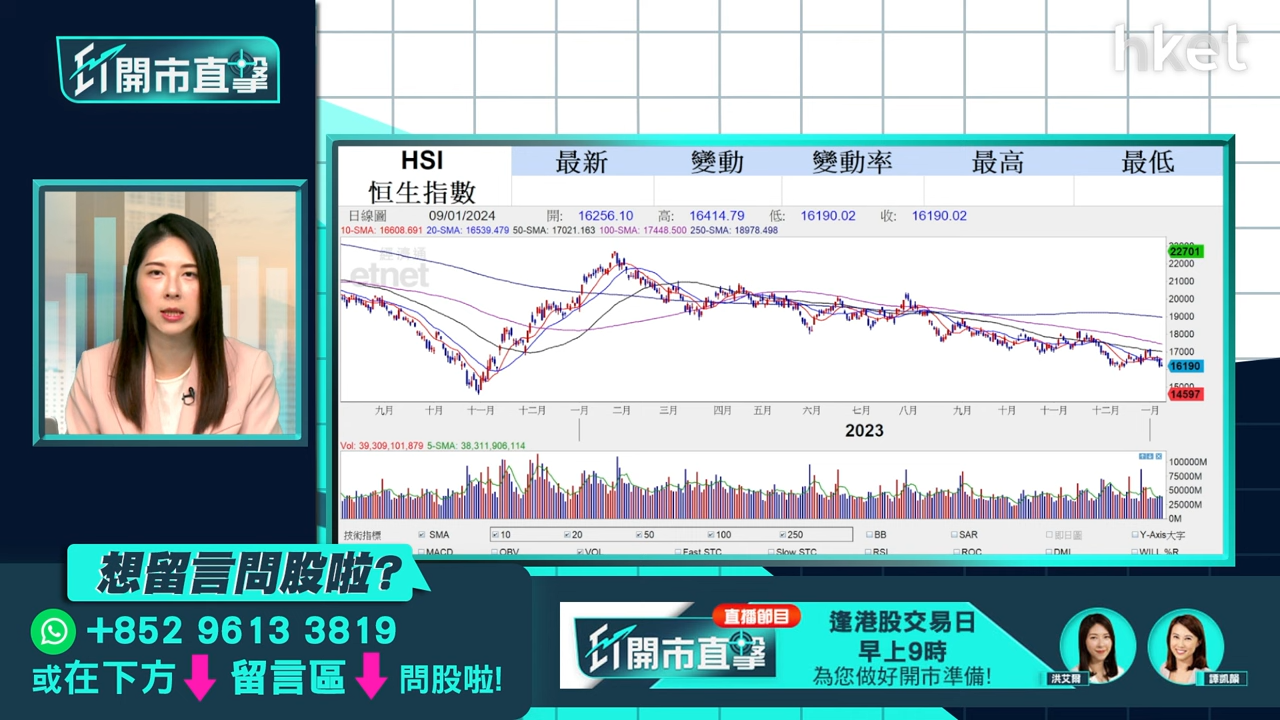 開市直擊
hket
HSI 最新 變動 變動率 最高 最低
恒生指數
日線圖 09/01/2024 開: 16256.10 高: 16414.79 低: 16190.02 收: 16190.02
10-SMA: 16608.691 20-SMA: 16539.479 50-SMA: 17021.163 100-SMA: 17448.500 250-SMA: 18978.498
經濟通
etnet
22701
22000
21000
20000
19000
18000
17000
16190
15000
14597
九月 十月 十一月 十二月 一月 二月 三月 四月 五月 六月 七月 八月 九月 十月 十一月 十二月 一月
2023
Vol: 39,309,101,879 5-SMA: 38,311,906,114
100000M
75000M
50000M
25000M
0M
技術指標 SMA 10 20 50 100 250 BB SAR 即日圖 Y-Axis大字
MACD OBV VOL Fast STC Slow STC RSI ROC DMI WILL %R
想留言問股啦?
+852 9613 3819
或在下方 留言區 問股啦!
直播節目
開市直擊
逢港股交易日
早上9時
為您做好開市準備!
洪艾爾 譚凱韻